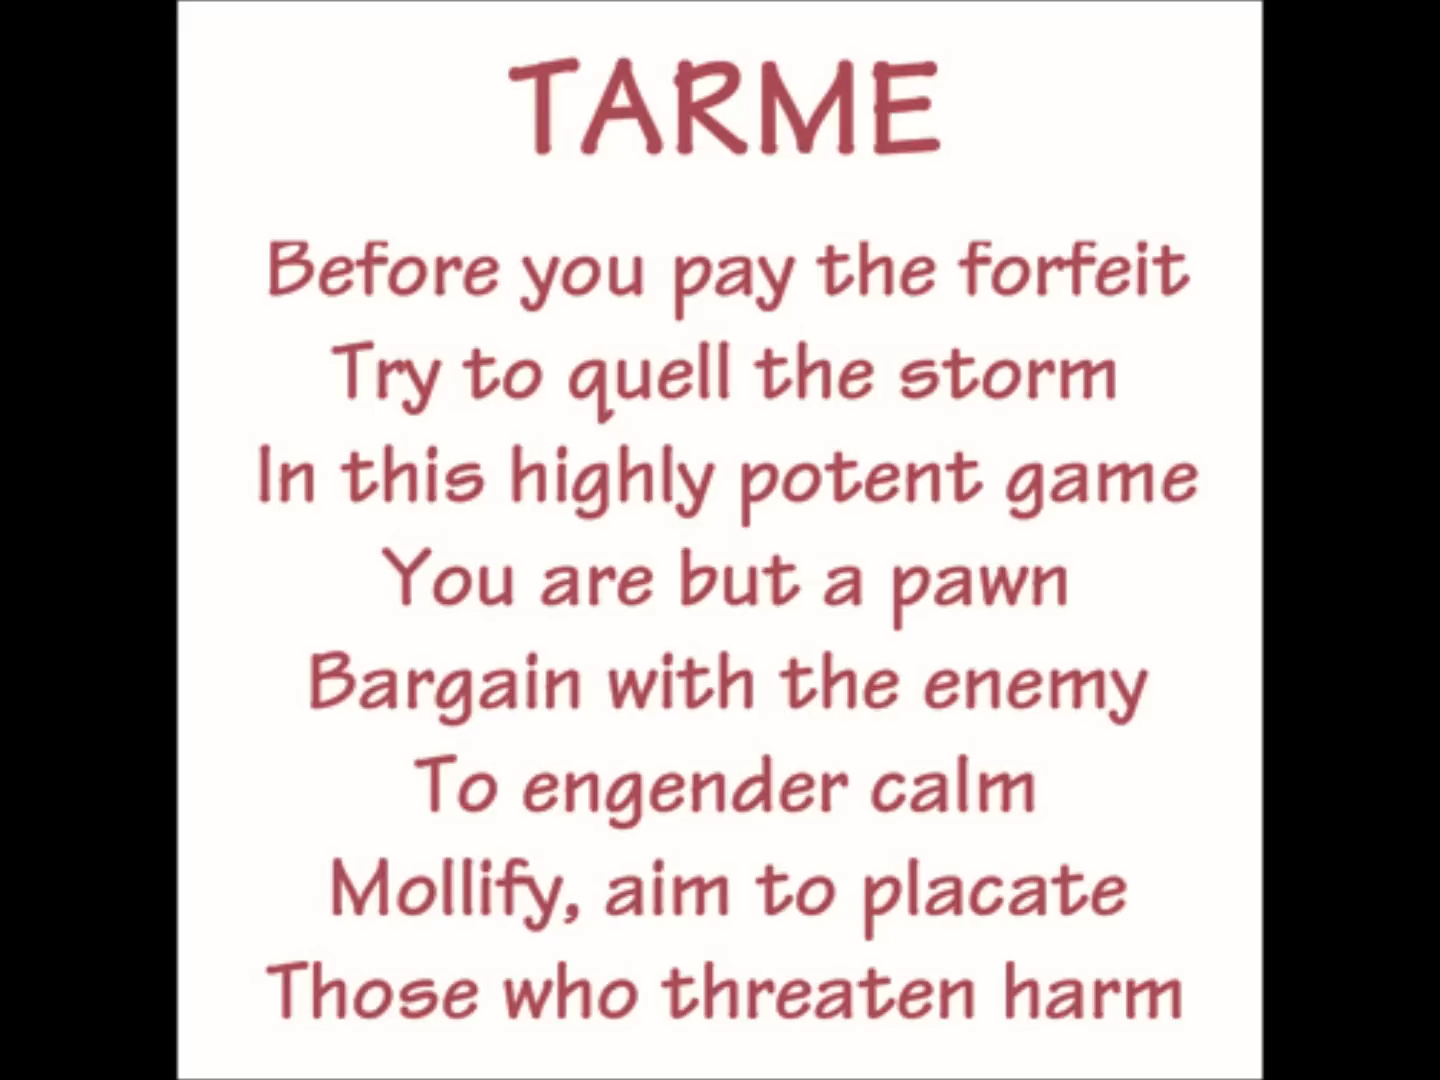 TARME
Before you pay the forfeit
Try to quell the storm
In this highly potent game
You are but a pawn
Bargain with the enemy
To engender calm
Mollify, aim to placate
Those who threaten harm